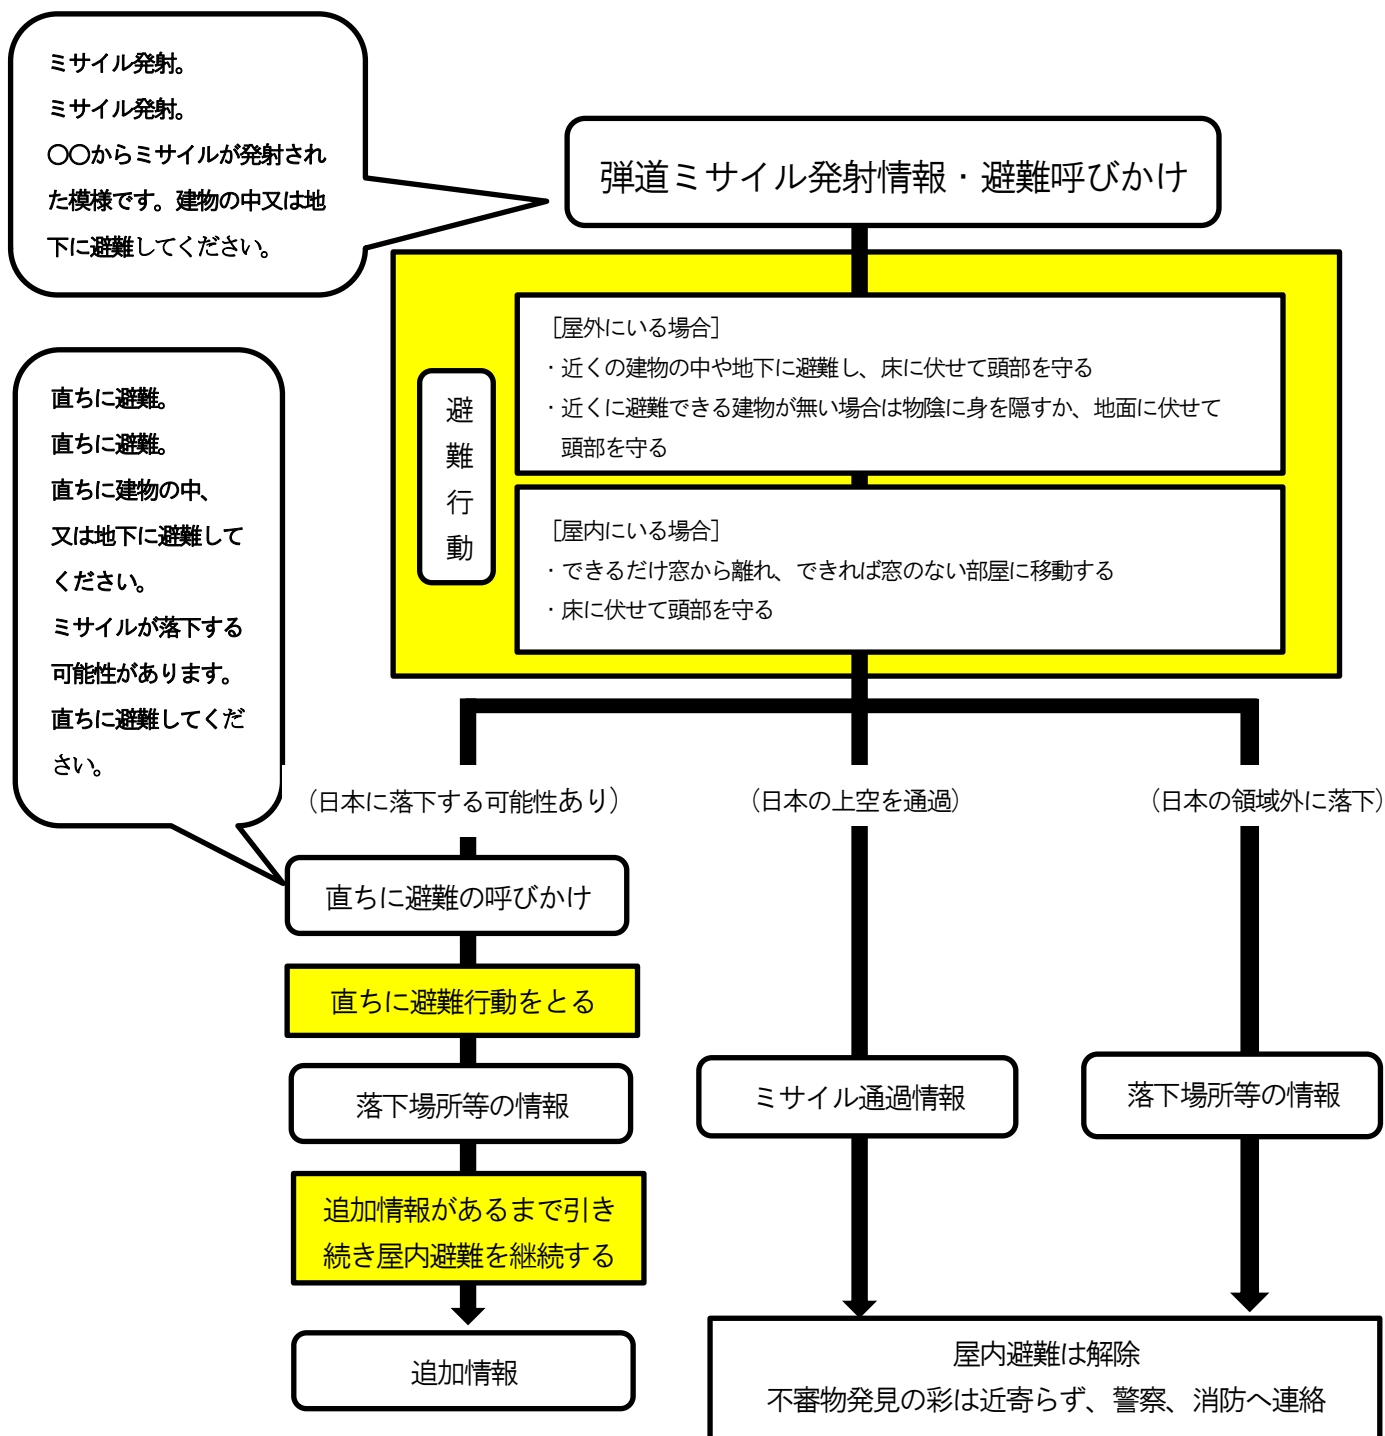 ミサイル発射。
ミサイル発射。
〇〇からミサイルが発射され
た模様です。建物の中又は地
下に避難してください。
弾道ミサイル発射情報・避難呼びかけ
避難行動
［屋外にいる場合］
・近くの建物の中や地下に避難し、床に伏せて頭部を守る
・近くに避難できる建物が無い場合は物陰に身を隠すか、地面に伏せて
頭部を守る
［屋内にいる場合］
・できるだけ窓から離れ、できれば窓のない部屋に移動する
・床に伏せて頭部を守る
直ちに避難。
直ちに避難。
直ちに建物の中、
又は地下に避難して
ください。
ミサイルが落下する
可能性があります。
直ちに避難してくだ
さい。
（日本に落下する可能性あり）
（日本の上空を通過）
（日本の領域外に落下）
直ちに避難の呼びかけ
直ちに避難行動をとる
落下場所等の情報
ミサイル通過情報
落下場所等の情報
追加情報があるまで引き
続き屋内避難を継続する
追加情報
屋内避難は解除
不審物発見の彩は近寄らず、警察、消防へ連絡